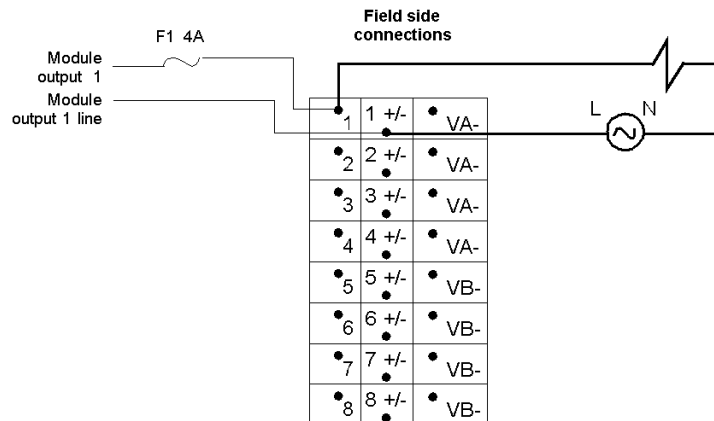 Field side
connections
F1 4A
Module
output 1
Module
output 1 line
L N
1 1 +/- VA-
2 2 +/- VA-
3 3 +/- VA-
4 4 +/- VA-
5 5 +/- VB-
6 6 +/- VB-
7 7 +/- VB-
8 8 +/- VB-